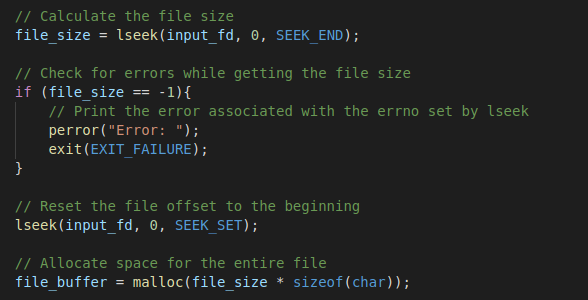 // Calculate the file size
file_size = lseek(input_fd, 0, SEEK_END);
// Check for errors while getting the file size
if (file_size == -1){
// Print the error associated with the errno set by lseek
perror("Error: ");
exit(EXIT_FAILURE);
}
// Reset the file offset to the beginning
lseek(input_fd, 0, SEEK_SET);
// Allocate space for the entire file
file_buffer = malloc(file_size * sizeof(char));